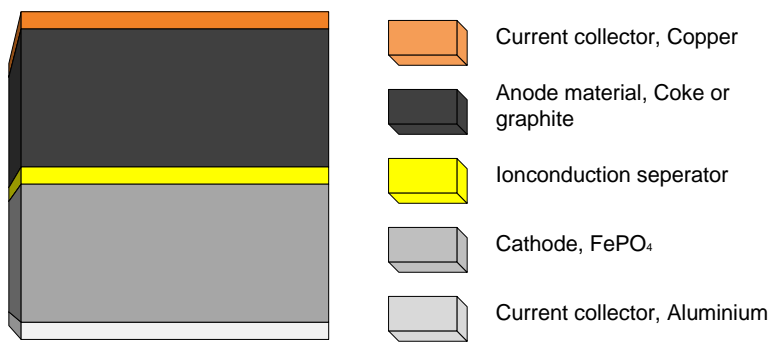 Current collector, Copper
Anode material, Coke or
graphite
Ionconduction seperator
Cathode, FePO₄
Current collector, Aluminium